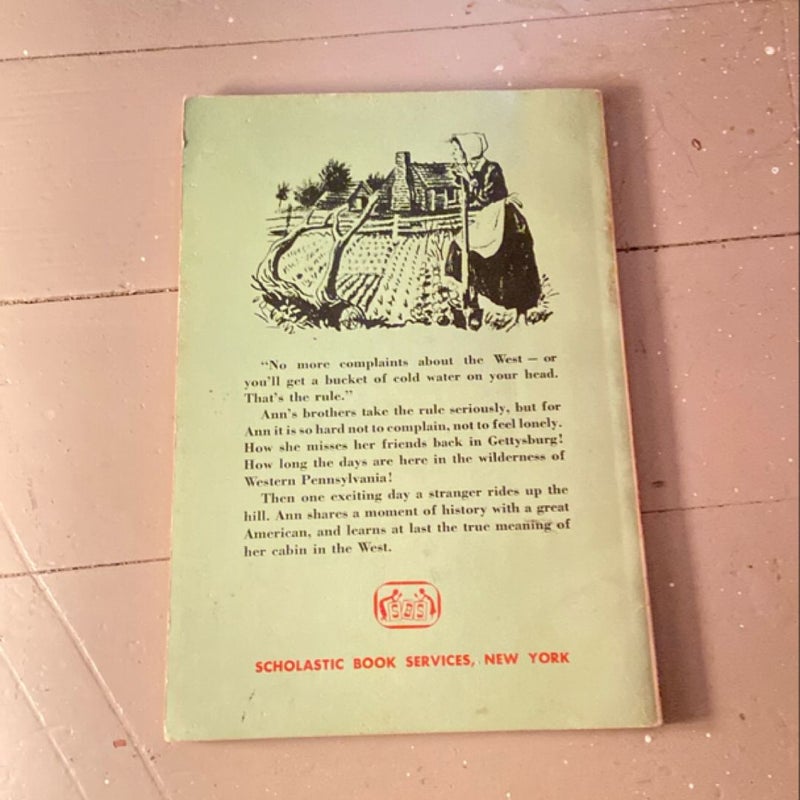 "No more complaints about the West — or
you'll get a bucket of cold water on your head.
That's the rule."
Ann's brothers take the rule seriously, but for
Ann it is so hard not to complain, not to feel lonely.
How she misses her friends back in Gettysburg!
How long the days are here in the wilderness of
Western Pennsylvania!
Then one exciting day a stranger rides up the
hill. Ann shares a moment of history with a great
American, and learns at last the true meaning of
her cabin in the West.
SBS
SCHOLASTIC BOOK SERVICES, NEW YORK